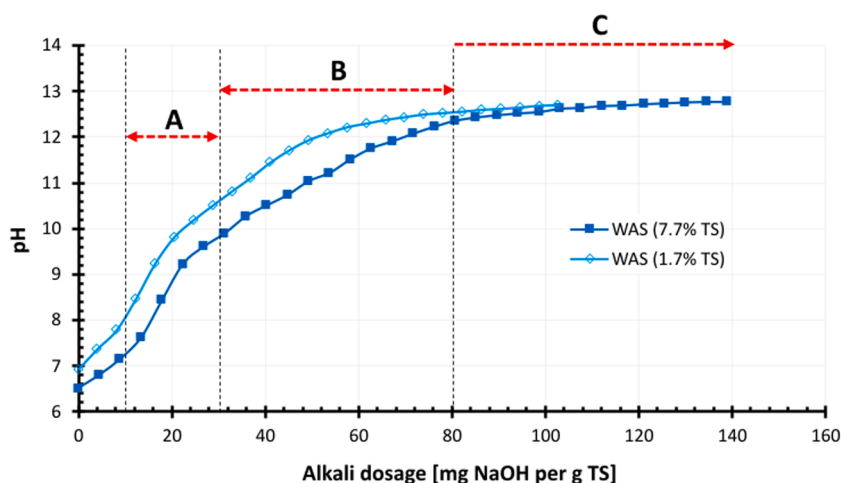 C
14
B
13
A
12
11
10
9
8
7
6
pH
WAS (7.7% TS)
WAS (1.7% TS)
0 20 40 60 80 100 120 140 160
Alkali dosage [mg NaOH per g TS]